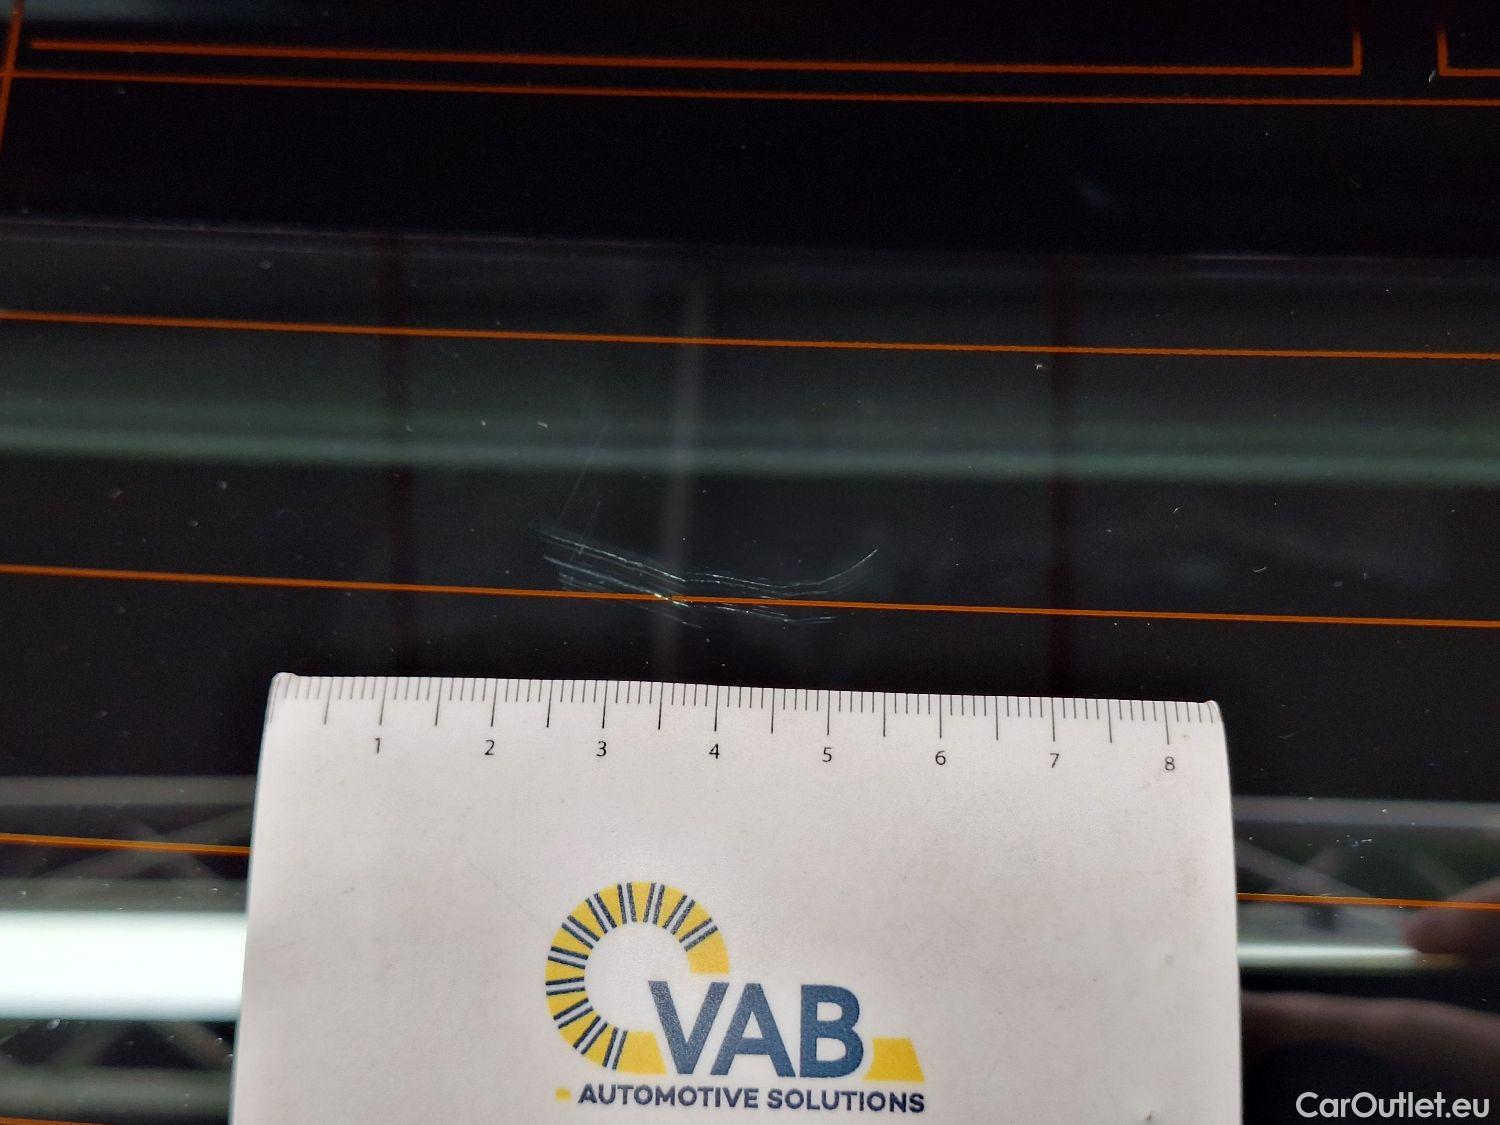 1 2 3 4 5 6 7 8
VAB
AUTOMOTIVE SOLUTIONS
CarOutlet.eu